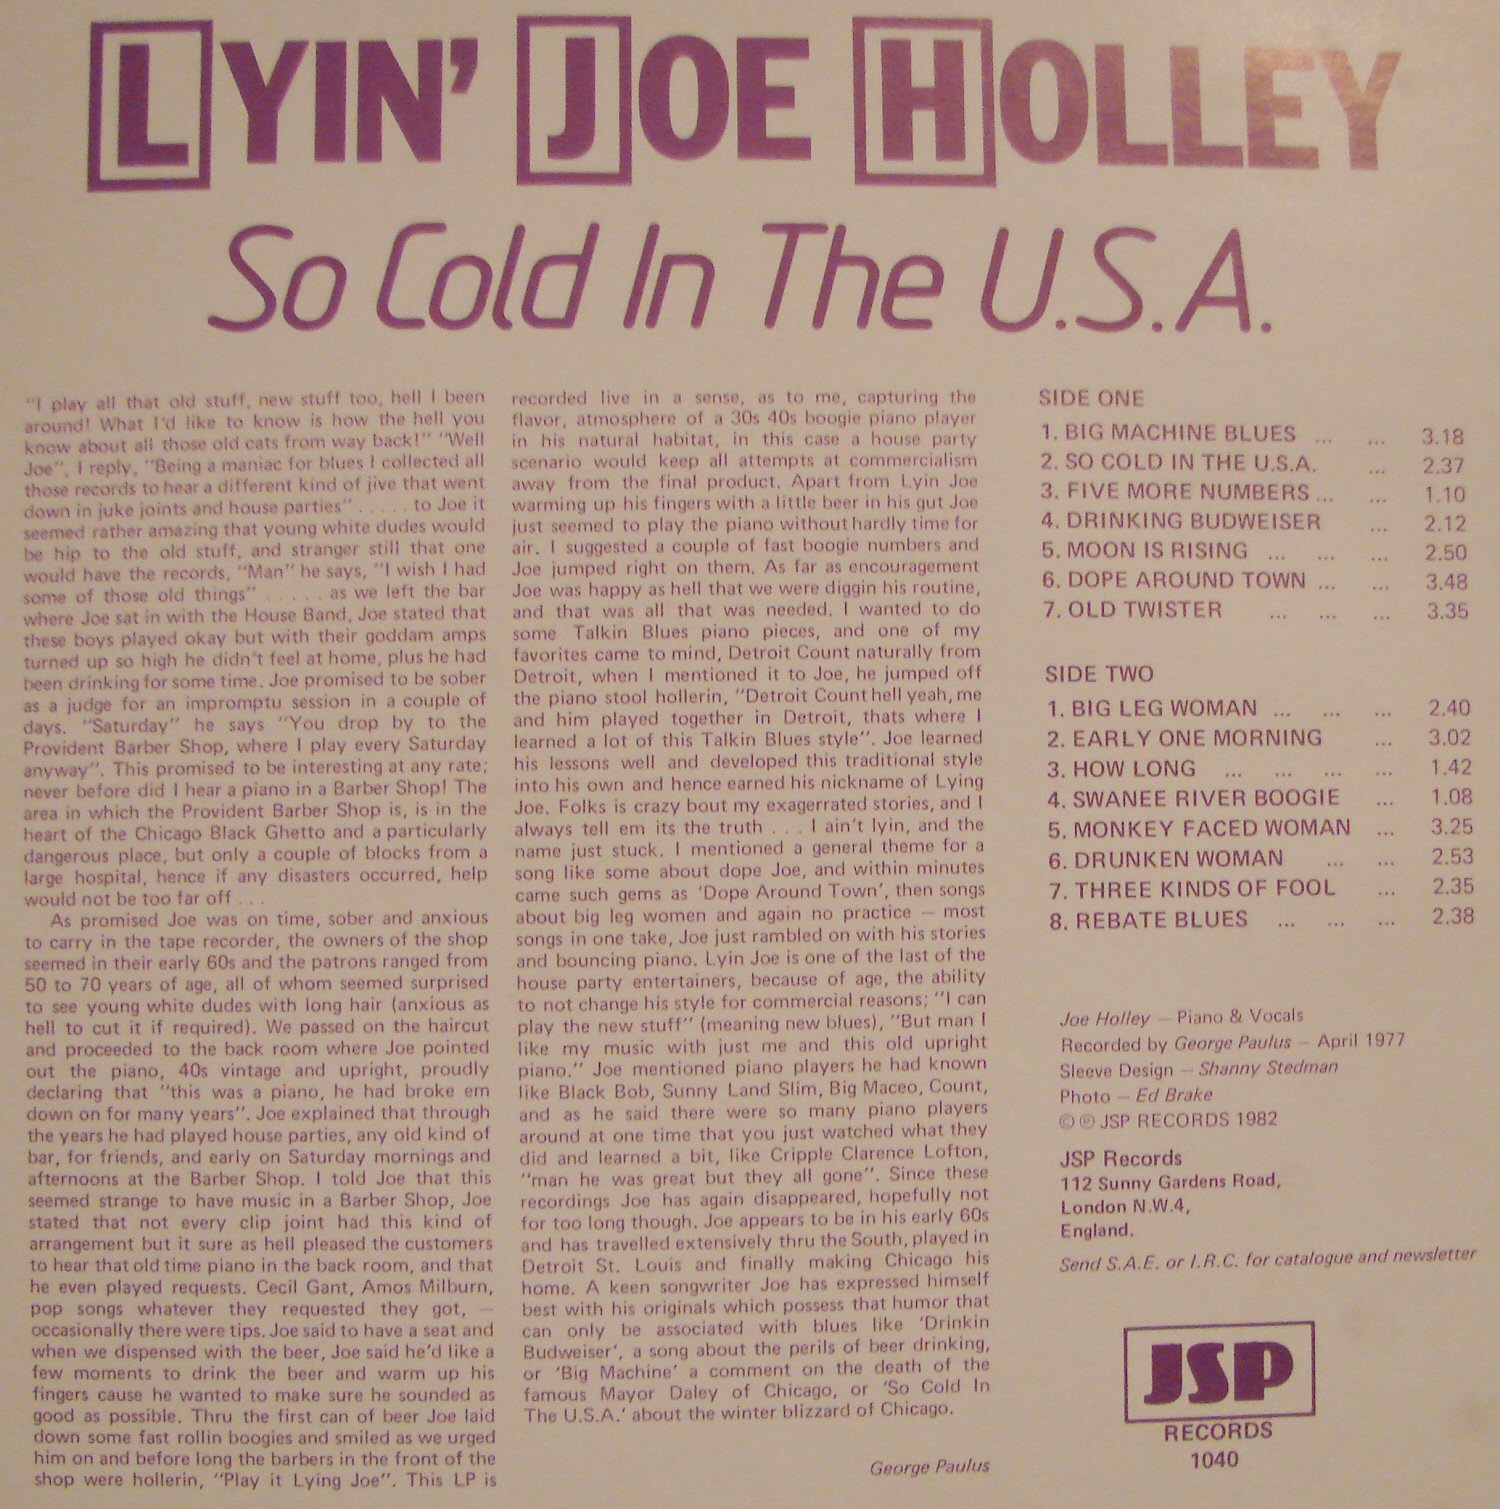 LYIN' JOE HOLLEY
So Cold In The U.S.A.
"I play all that old stuff, new stuff too, hell I been
around! What I'd like to know is how the hell you
know about all those old cats from way back!" "Well
Joe", I reply, "Being a maniac for blues I collected all
those records to hear a different kind of jive that went
down in juke joints and house parties" . . . . . to Joe it
seemed rather amazing that young white dudes would
be hip to the old stuff, and stranger still that one
would have the records, "Man" he says, "I wish I had
some of those old things" . . . . . as we left the bar
where Joe sat in with the House Band, Joe stated that
these boys played okay but with their goddam amps
turned up so high he didn't feel at home, plus he had
been drinking for some time. Joe promised to be sober
as a judge for an impromptu session in a couple of
days. "Saturday" he says "You drop by to the
Provident Barber Shop, where I play every Saturday
anyway". This promised to be interesting at any rate;
never before did I hear a piano in a Barber Shop! The
area in which the Provident Barber Shop is, is in the
heart of the Chicago Black Ghetto and a particularly
dangerous place, but only a couple of blocks from a
large hospital, hence if any disasters occurred, help
would not be too far off . . .
As promised Joe was on time, sober and anxious
to carry in the tape recorder, the owners of the shop
seemed in their early 60s and the patrons ranged from
50 to 70 years of age, all of whom seemed surprised
to see young white dudes with long hair (anxious as
hell to cut it if required). We passed on the haircut
and proceeded to the back room where Joe pointed
out the piano, 40s vintage and upright, proudly
declaring that "this was a piano, he had broke em
down on for many years". Joe explained that through
the years he had played house parties, any old kind of
bar, for friends, and early on Saturday mornings and
afternoons at the Barber Shop. I told Joe that this
seemed strange to have music in a Barber Shop, Joe
stated that not every clip joint had this kind of
arrangement but it sure as hell pleased the customers
to hear that old time piano in the back room, and that
he even played requests. Cecil Gant, Amos Milburn,
pop songs whatever they requested they got, —
occasionally there were tips. Joe said to have a seat and
when we dispensed with the beer, Joe said he'd like a
few moments to drink the beer and warm up his
fingers cause he wanted to make sure he sounded as
good as possible. Thru the first can of beer Joe laid
down some fast rollin boogies and smiled as we urged
him on and before long the barbers in the front of the
shop were hollerin, "Play it Lying Joe". This LP is
recorded live in a sense, as to me, capturing the
flavor, atmosphere of a 30s 40s boogie piano player
in his natural habitat, in this case a house party
scenario would keep all attempts at commercialism
away from the final product. Apart from Lyin Joe
warming up his fingers with a little beer in his gut Joe
just seemed to play the piano without hardly time for
air. I suggested a couple of fast boogie numbers and
Joe jumped right on them. As far as encouragement
Joe was happy as hell that we were diggin his routine,
and that was all that was needed. I wanted to do
some Talkin Blues piano pieces, and one of my
favorites came to mind, Detroit Count naturally from
Detroit, when I mentioned it to Joe, he jumped off
the piano stool hollerin, "Detroit Count hell yeah, me
and him played together in Detroit, thats where I
learned a lot of this Talkin Blues style". Joe learned
his lessons well and developed this traditional style
into his own and hence earned his nickname of Lying
Joe. Folks is crazy bout my exagerrated stories, and I
always tell em its the truth . . . I ain't lyin, and the
name just stuck. I mentioned a general theme for a
song like some about dope Joe, and within minutes
came such gems as 'Dope Around Town', then songs
about big leg women and again no practice — most
songs in one take, Joe just rambled on with his stories
and bouncing piano. Lyin Joe is one of the last of the
house party entertainers, because of age, the ability
to not change his style for commercial reasons; "I can
play the new stuff" (meaning new blues), "But man I
like my music with just me and this old upright
piano." Joe mentioned piano players he had known
like Black Bob, Sunny Land Slim, Big Maceo, Count,
and as he said there were so many piano players
around at one time that you just watched what they
did and learned a bit, like Cripple Clarence Lofton,
"man he was great but they all gone". Since these
recordings Joe has again disappeared, hopefully not
for too long though. Joe appears to be in his early 60s
and has travelled extensively thru the South, played in
Detroit St. Louis and finally making Chicago his
home. A keen songwriter Joe has expressed himself
best with his originals which possess that humor that
can only be associated with blues like 'Drinkin
Budweiser', a song about the perils of beer drinking,
or 'Big Machine' a comment on the death of the
famous Mayor Daley of Chicago, or 'So Cold In
The U.S.A.' about the winter blizzard of Chicago.
George Paulus
SIDE ONE
1. BIG MACHINE BLUES ... ... 3.18
2. SO COLD IN THE U.S.A. ... 2.37
3. FIVE MORE NUMBERS ... ... 1.10
4. DRINKING BUDWEISER ... 2.12
5. MOON IS RISING ... ... ... 2.50
6. DOPE AROUND TOWN ... ... 3.48
7. OLD TWISTER ... ... ... 3.35
SIDE TWO
1. BIG LEG WOMAN ... ... ... 2.40
2. EARLY ONE MORNING ... 3.02
3. HOW LONG ... ... ... ... 1.42
4. SWANEE RIVER BOOGIE ... 1.08
5. MONKEY FACED WOMAN ... 3.25
6. DRUNKEN WOMAN ... ... 2.53
7. THREE KINDS OF FOOL ... 2.35
8. REBATE BLUES ... ... ... 2.38
Joe Holley — Piano & Vocals
Recorded by George Paulus — April 1977
Sleeve Design — Shanny Stedman
Photo — Ed Brake
© ℗ JSP RECORDS 1982
JSP Records
112 Sunny Gardens Road,
London N.W.4,
England.
Send S.A.E. or I.R.C. for catalogue and newsletter
JSP
RECORDS
1040